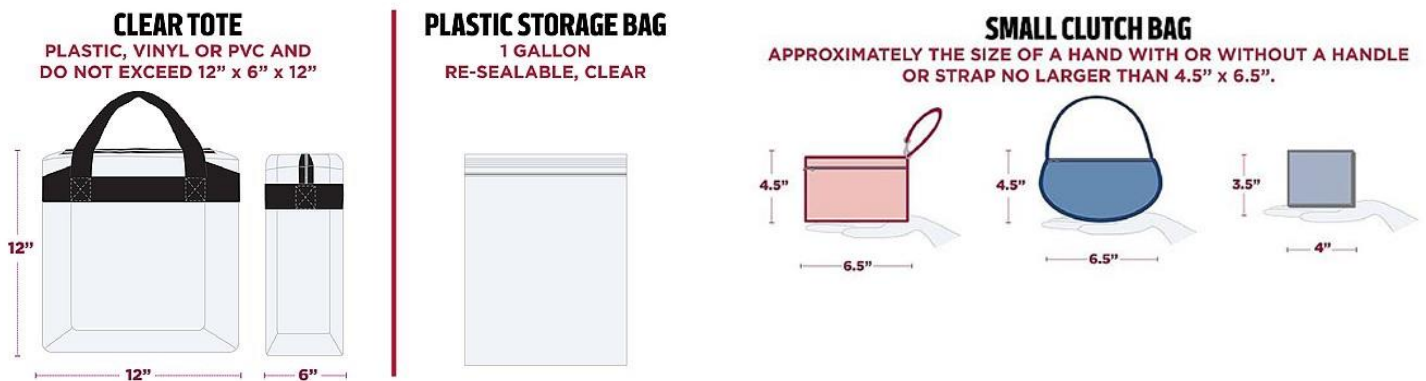 CLEAR TOTE
PLASTIC, VINYL OR PVC AND
DO NOT EXCEED 12” x 6” x 12”
12”
12”
6”
PLASTIC STORAGE BAG
1 GALLON
RE-SEALABLE, CLEAR
SMALL CLUTCH BAG
APPROXIMATELY THE SIZE OF A HAND WITH OR WITHOUT A HANDLE
OR STRAP NO LARGER THAN 4.5” x 6.5”.
4.5”
6.5”
4.5”
6.5”
3.5”
4”